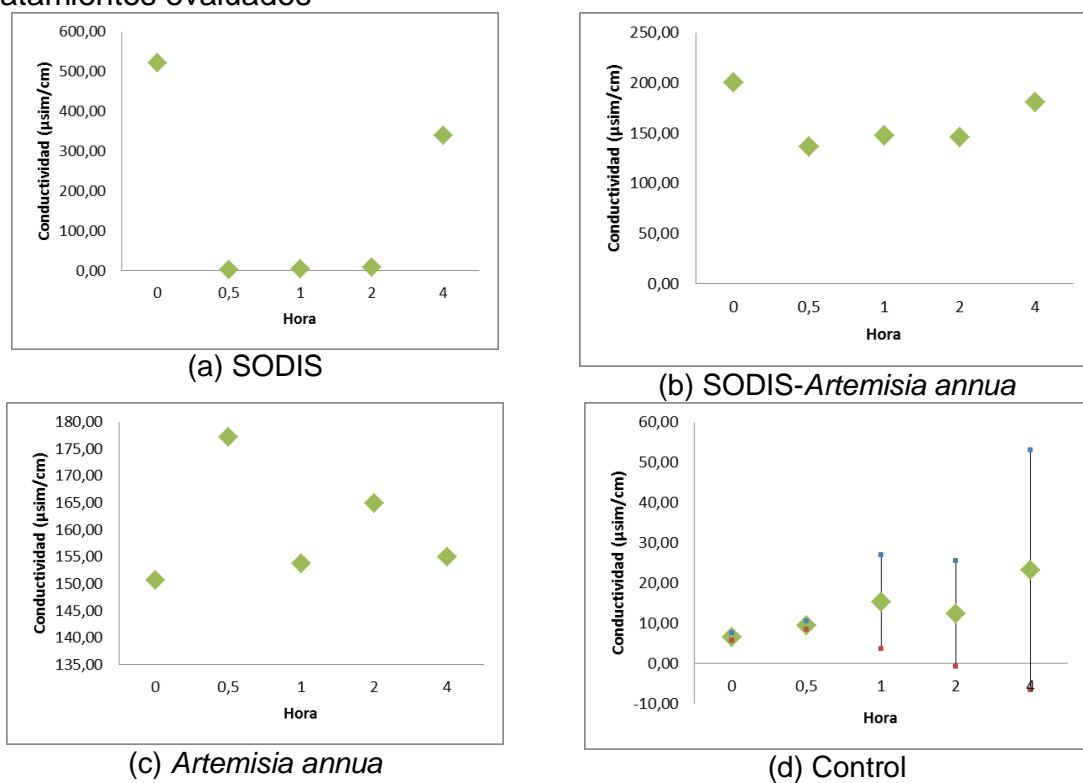 atamientos evaluados
600,00
500,00
400,00
300,00
200,00
100,00
0,00
Conductividad (µsim/cm)
0 0,5 1 2 4
Hora
(a) SODIS
250,00
200,00
150,00
100,00
50,00
0,00
Conductividad (µsim/cm)
0 0,5 1 2 4
Hora
(b) SODIS-Artemisia annua
180,00
175,00
170,00
165,00
160,00
155,00
150,00
145,00
140,00
135,00
Conductividad (µsim/cm)
0 0,5 1 2 4
Hora
(c) Artemisia annua
60,00
50,00
40,00
30,00
20,00
10,00
0,00
-10,00
Conductividad (µsim/cm)
0 0,5 1 2 4
Hora
(d) Control